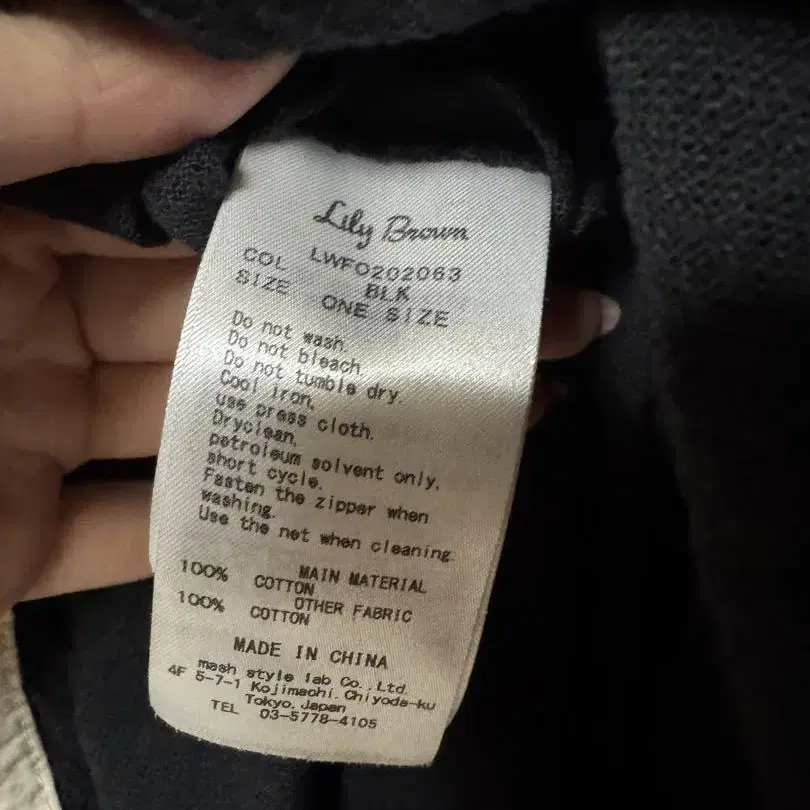 Lily Brown
LWFO202063
COL BLK
SIZE ONE SIZE
Do not wash.
Do not bleach.
Do not tumble dry.
Cool iron,
use press cloth.
Dryclean,
petroleum solvent only,
short cycle.
Fasten the zipper when
washing.
Use the net when cleaning.
MAIN MATERIAL
100% COTTON
OTHER FABRIC
100% COTTON
MADE IN CHINA
mash style lab Co.,Ltd.
4F 5-7-1 Kojimachi.Chiyoda-ku
Tokyo.Japan
TEL 03-5778-4105